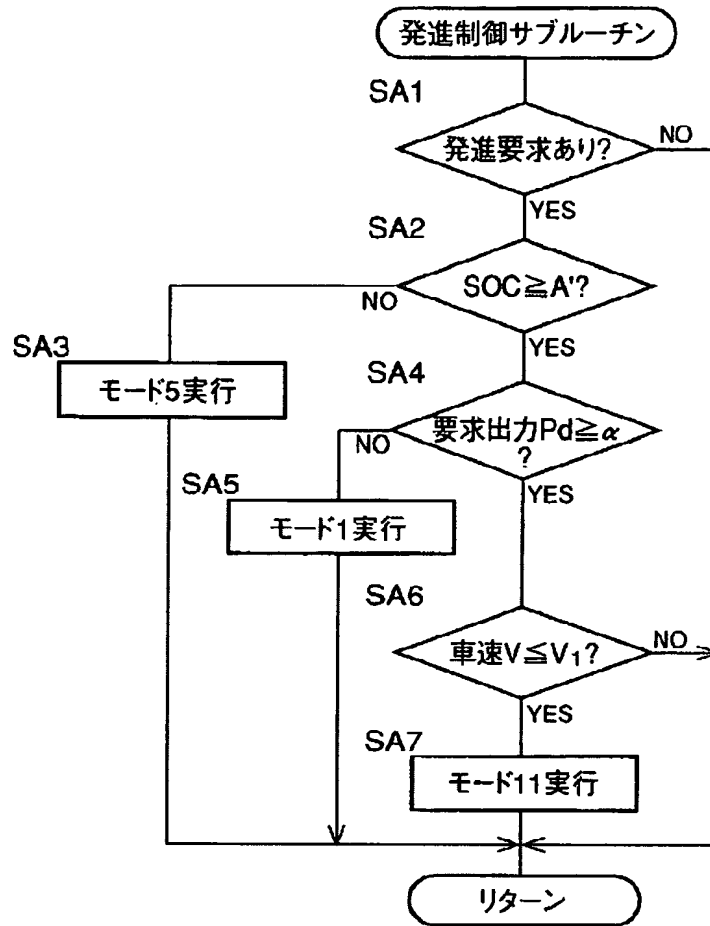 発進制御サブルーチン
SA1
発進要求あり?
NO
YES
SA2
SOC≧A'?
NO
YES
SA3
モード5実行
SA4
要求出力Pd≧α
?
NO
YES
SA5
モード1実行
SA6
車速V≦V₁?
NO
YES
SA7
モード11実行
リターン